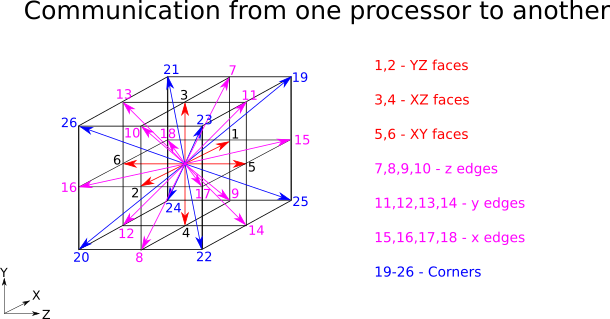 Communication from one processor to another
21
7
19
1,2 - YZ faces
13
3
11
3,4 - XZ faces
26
23
10
18
1
5,6 - XY faces
15
6
5
7,8,9,10 - z edges
16
2
17
9
24
25
11,12,13,14 - y edges
12
4
14
15,16,17,18 - x edges
20
8
22
19-26 - Corners
Y
X
Z